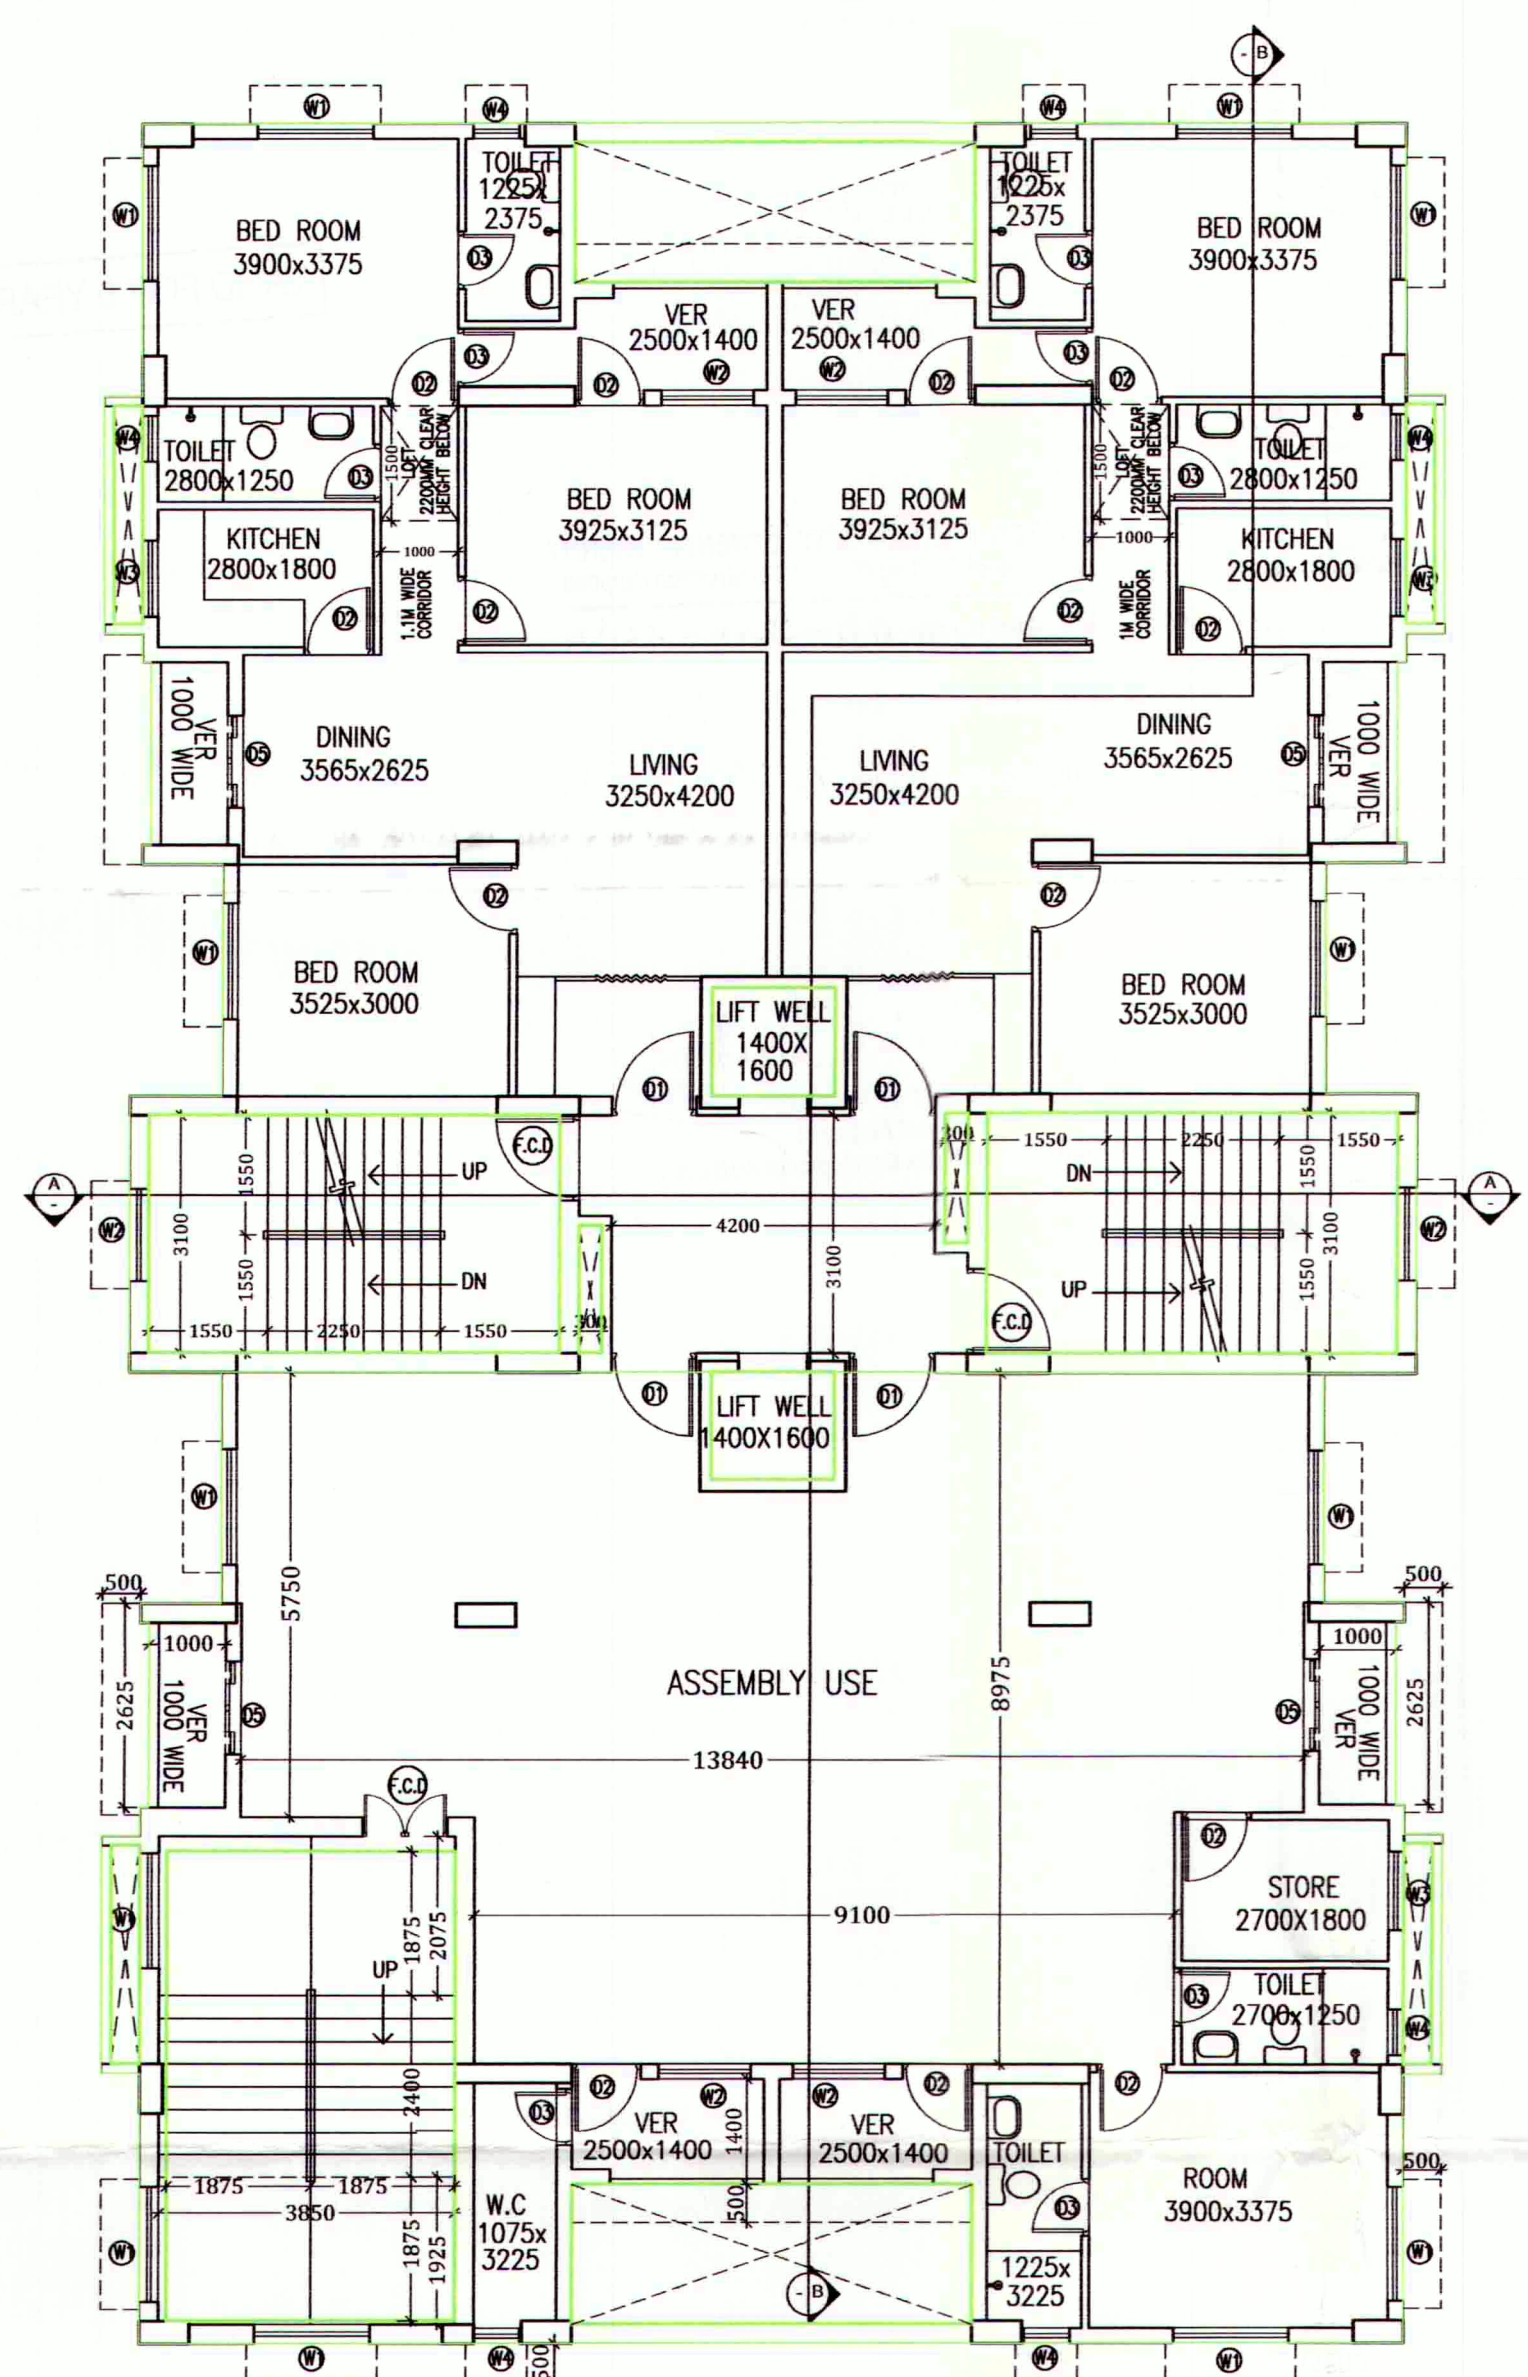 - B
W1
W4
W4
W1
TOILET
1225x
2375
TOILET
1225x
2375
W1
W1
BED ROOM
3900x3375
BED ROOM
3900x3375
D3
D3
VER
2500x1400
VER
2500x1400
D3
D3
D2
D2
W2
W2
D2
D2
W4
TOILET
2800x1250
D3
1500
LOFT
2200MM CLEAR
HEIGHT BELOW
BED ROOM
3925x3125
BED ROOM
3925x3125
1500
LOFT
2200MM CLEAR
HEIGHT BELOW
D3
TOILET
2800x1250
W4
KITCHEN
2800x1800
W3
D2
1000
1.1M WIDE
CORRIDOR
D2
D2
1000
1M WIDE
CORRIDOR
KITCHEN
2800x1800
D2
VER
1000 WIDE
D5
DINING
3565x2625
LIVING
3250x4200
LIVING
3250x4200
DINING
3565x2625
D5
1000 WIDE
VER
D2
D2
W1
W1
BED ROOM
3525x3000
BED ROOM
3525x3000
LIFT WELL
1400X
1600
D1
D1
F.C.D
300
1550
2250
1550
1550
UP
DN
1550
A
-
A
-
W2
3100
W2
3100
4200
3100
1550
DN
UP
1550
F.C.D
1550
2250
1550
300
D1
D1
LIFT WELL
1400X1600
W1
W1
5750
500
500
1000
1000
2625
VER
1000 WIDE
D5
ASSEMBLY USE
8975
D5
1000 WIDE
VER
2625
13840
F.C.D
D2
STORE
2700X1800
W3
W1
1875
2075
9100
UP
D3
TOILET
2700x1250
W4
2400
D2
W2
W2
D2
D2
D3
VER
2500x1400
1400
VER
2500x1400
TOILET
ROOM
3900x3375
500
1875
1875
3850
W.C
1075x
3225
500
D3
1875
1925
W1
W1
1225x
3225
- B
W1
W4
500
W4
W1